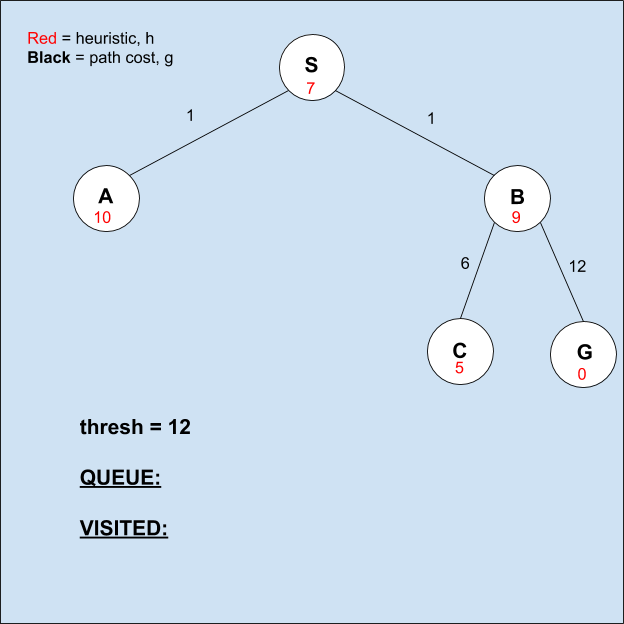 Red = heuristic, h
Black = path cost, g
S
7
1
1
A
10
B
9
6
12
C
5
G
0
thresh = 12
QUEUE:
VISITED: